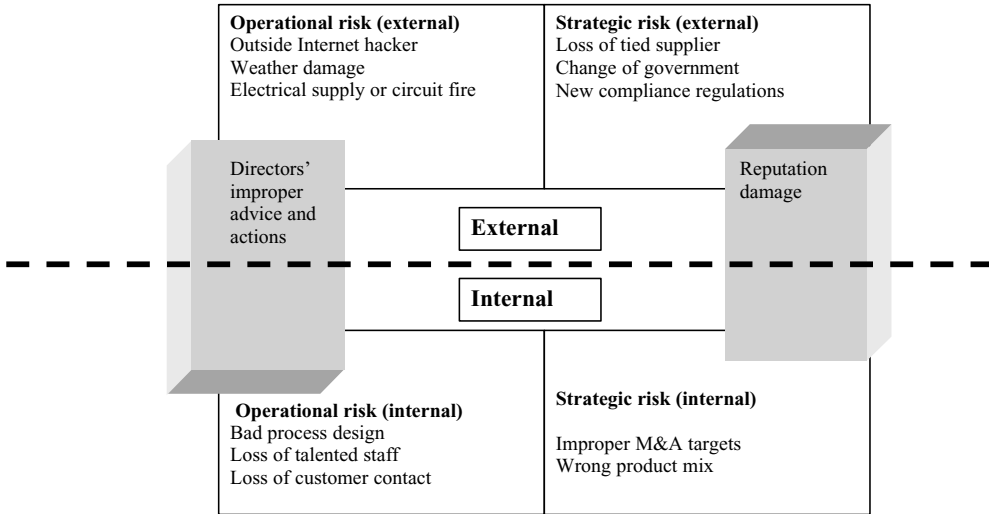 Operational risk (external)
Outside Internet hacker
Weather damage
Electrical supply or circuit fire
Strategic risk (external)
Loss of tied supplier
Change of government
New compliance regulations
Directors’
improper
advice and
actions
Reputation
damage
External
Internal
Operational risk (internal)
Bad process design
Loss of talented staff
Loss of customer contact
Strategic risk (internal)
Improper M&A targets
Wrong product mix